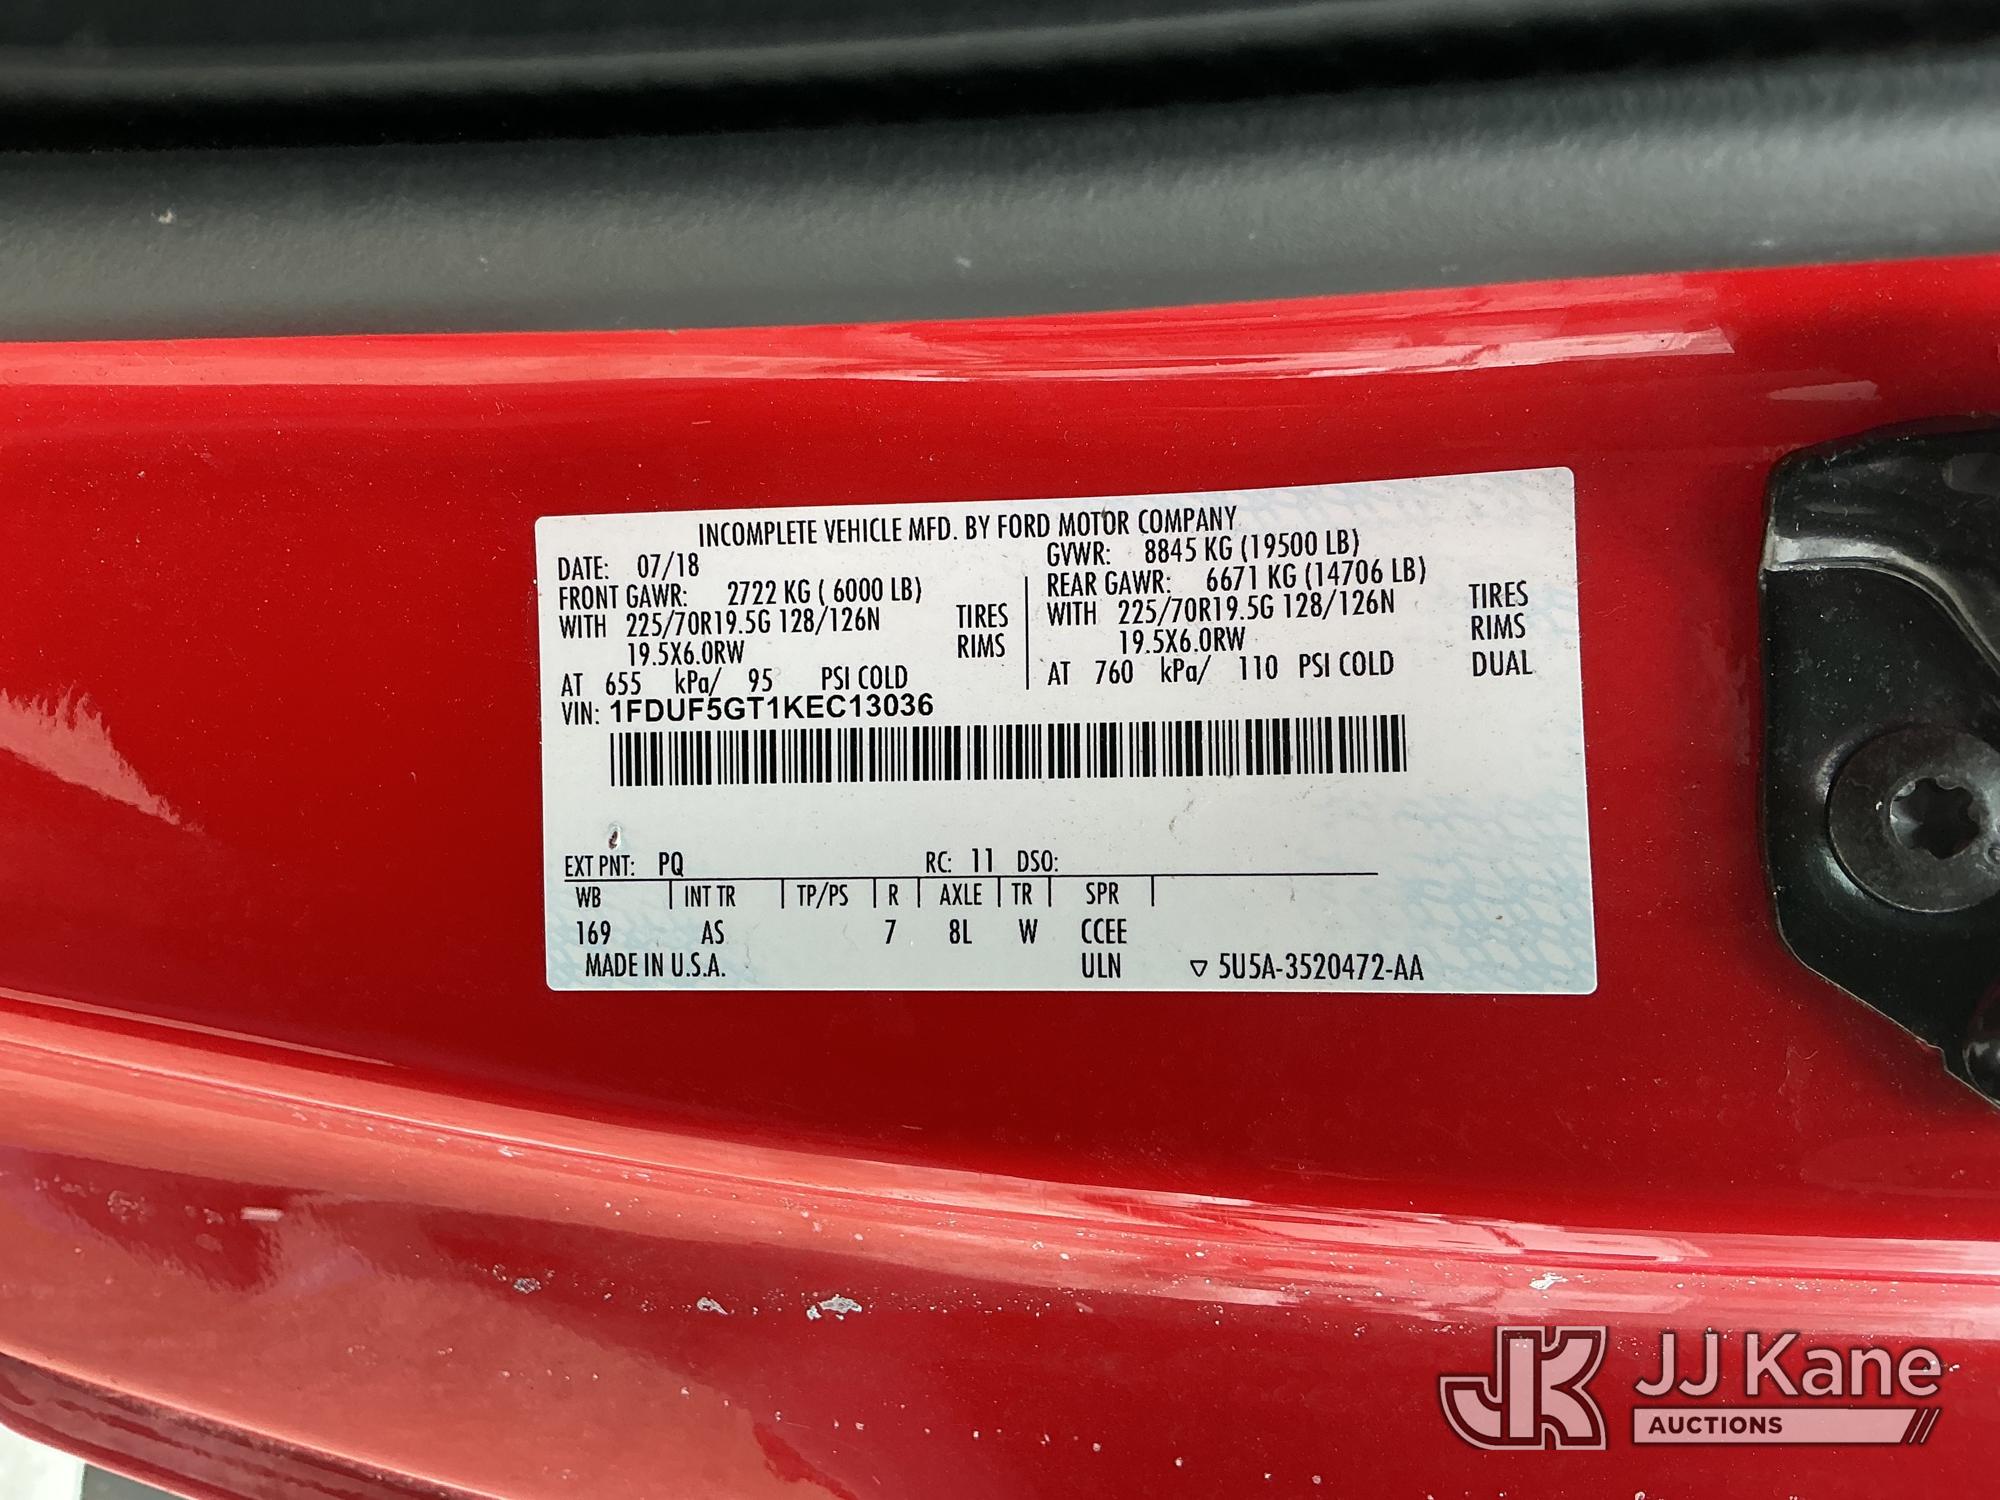 INCOMPLETE VEHICLE MFD. BY FORD MOTOR COMPANY
DATE: 07/18 GVWR: 8845 KG (19500 LB)
FRONT GAWR: 2722 KG ( 6000 LB) REAR GAWR: 6671 KG (14706 LB)
WITH 225/70R19.5G 128/126N TIRES WITH 225/70R19.5G 128/126N TIRES
19.5X6.0RW RIMS 19.5X6.0RW RIMS
AT 655 kPa/ 95 PSI COLD AT 760 kPa/ 110 PSI COLD DUAL
VIN: 1FDUF5GT1KEC13036
EXT PNT: PQ RC: 11 DSO:
WB INT TR TP/PS R AXLE TR SPR
169 AS 7 8L W CCEE
MADE IN U.S.A. ULN ▽ 5U5A-3520472-AA
JK JJ Kane
AUCTIONS